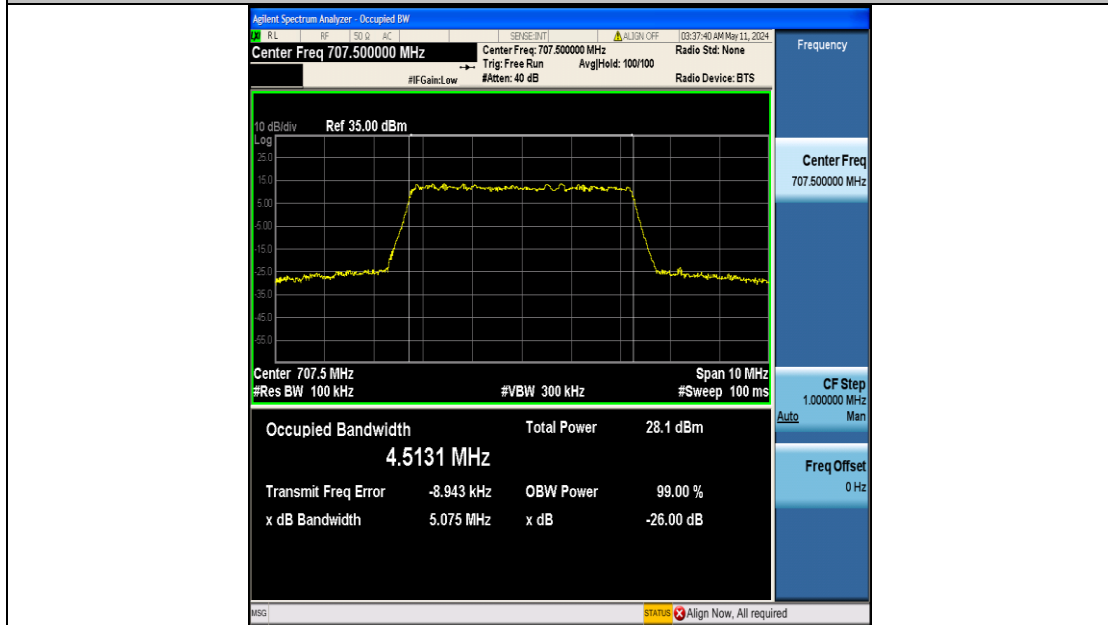 Agilent Spectrum Analyzer - Occupied BW
RL RF 50 Ω AC SENSE:INT ALIGN OFF 03:37:40 AM May 11, 2024
Center Freq 707.500000 MHz
Center Freq: 707.500000 MHz Radio Std: None
Trig: Free Run Avg|Hold: 100/100
#IFGain:Low #Atten: 40 dB Radio Device: BTS
10 dB/div Ref 35.00 dBm
Log
25.0
15.0
5.00
-5.00
-15.0
-25.0
-35.0
-45.0
-55.0
Center 707.5 MHz Span 10 MHz
#Res BW 100 kHz #VBW 300 kHz #Sweep 100 ms
Occupied Bandwidth Total Power 28.1 dBm
4.5131 MHz
Transmit Freq Error -8.943 kHz OBW Power 99.00 %
x dB Bandwidth 5.075 MHz x dB -26.00 dB
Frequency
Center Freq
707.500000 MHz
CF Step
1.000000 MHz
Auto Man
Freq Offset
0 Hz
MSG STATUS Align Now, All required